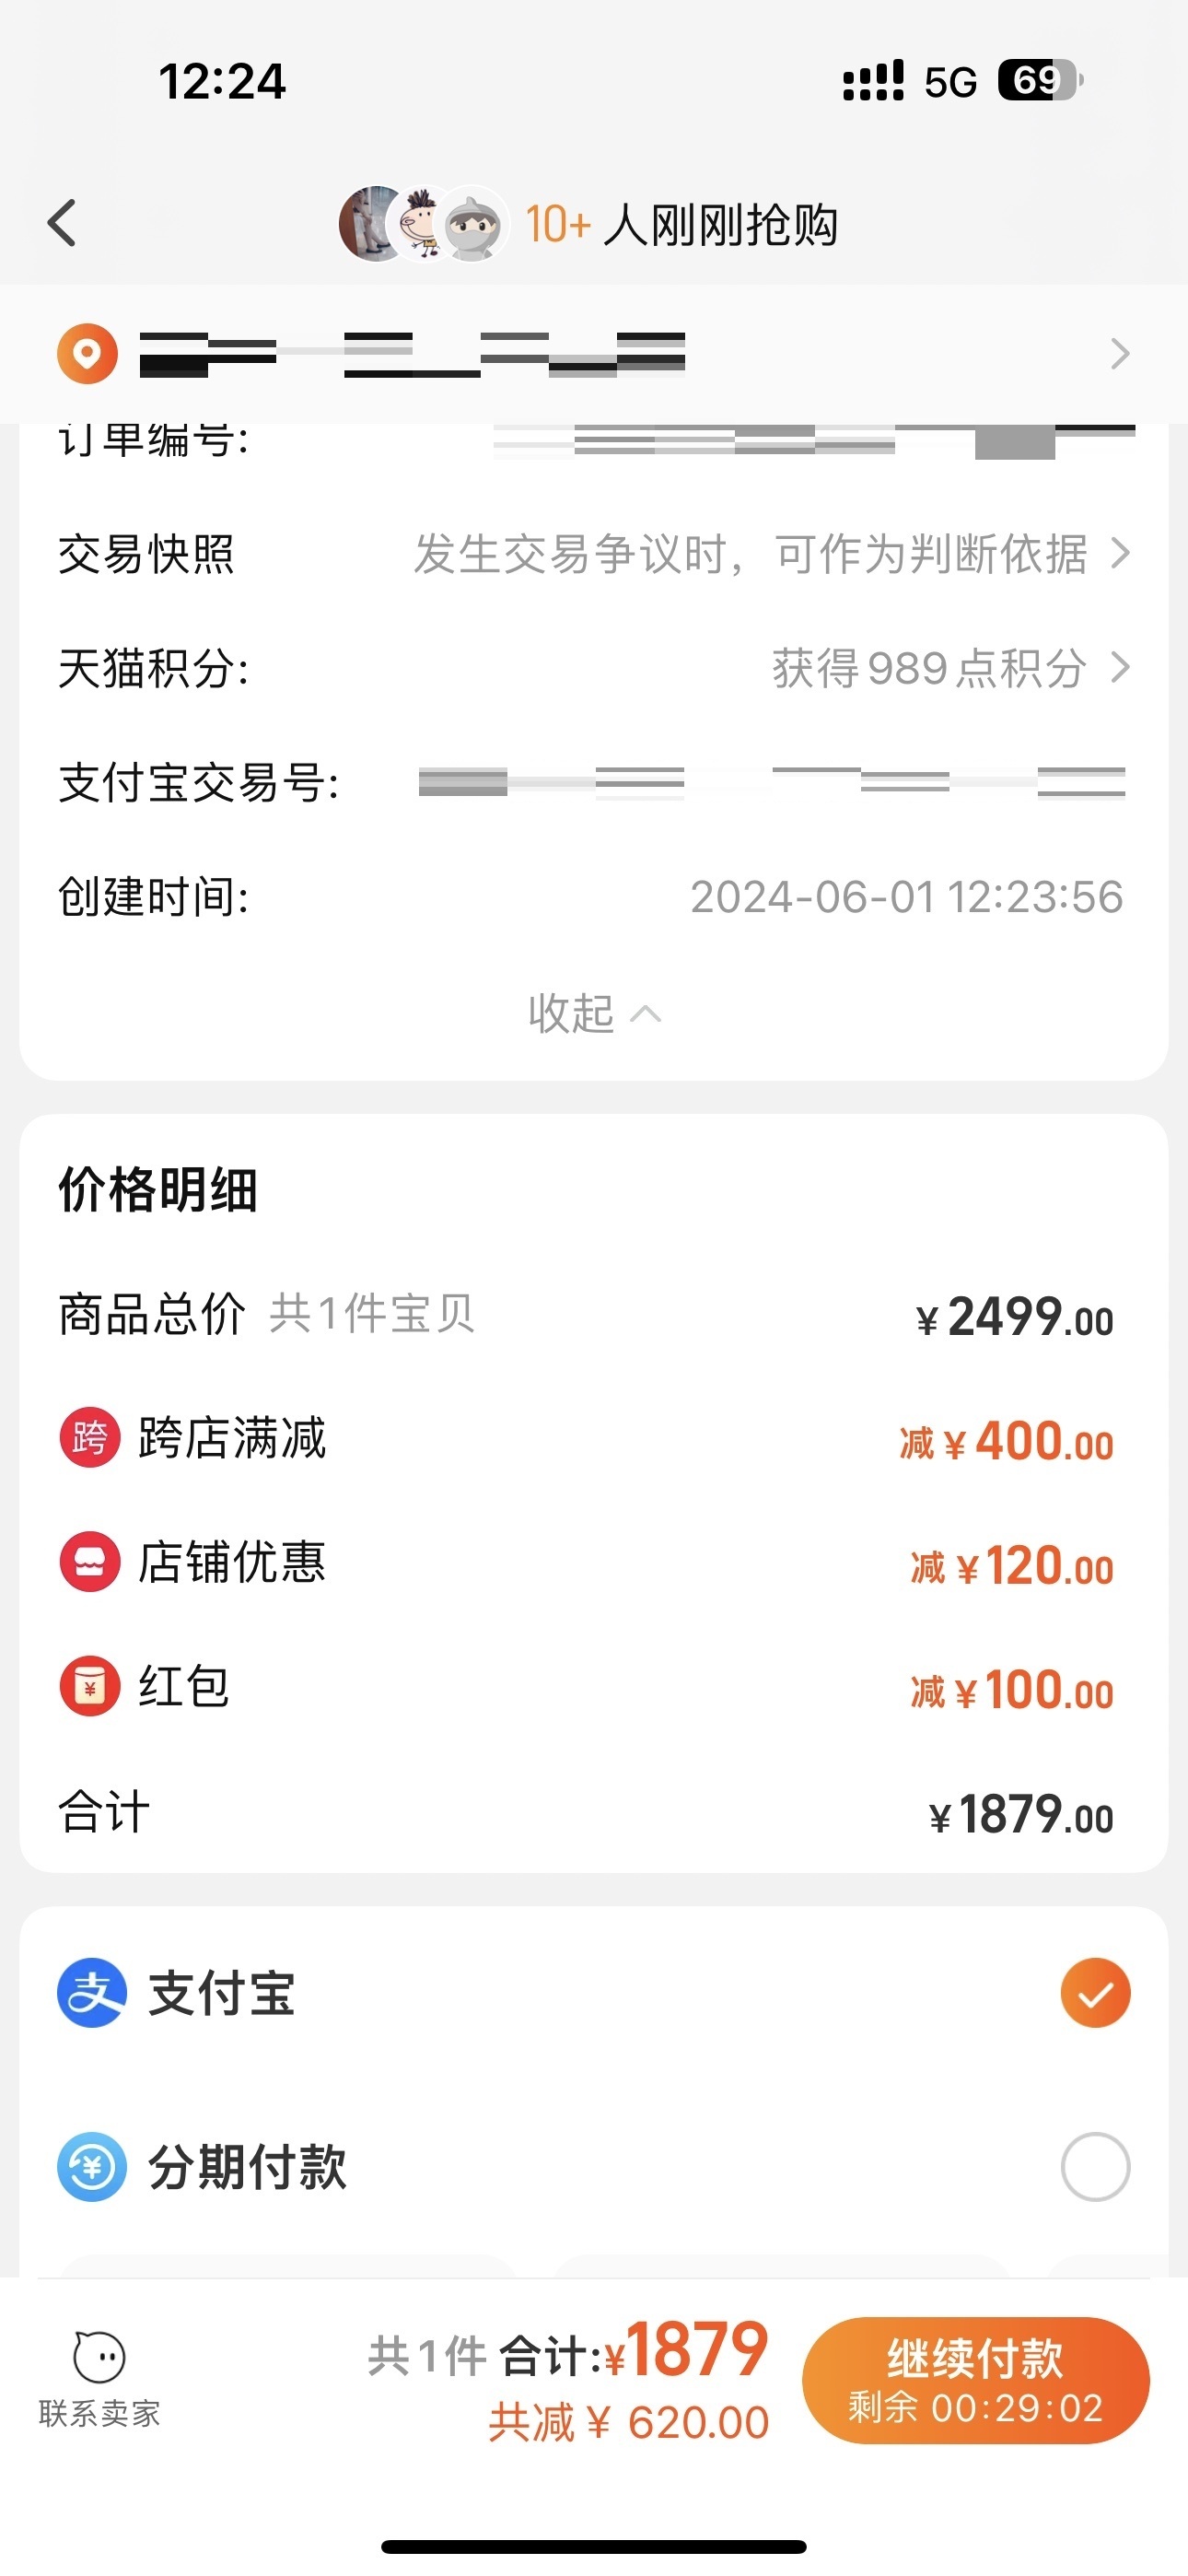 12:24 5G 69
10+ 人刚刚抢购
订单编号:
交易快照 发生交易争议时，可作为判断依据
天猫积分: 获得989点积分
支付宝交易号:
创建时间: 2024-06-01 12:23:56
收起
价格明细
商品总价 共1件宝贝 ¥2499.00
跨 跨店满减 减¥400.00
店铺优惠 减¥120.00
¥ 红包 减¥100.00
合计 ¥1879.00
支 支付宝
¥ 分期付款
共1件 合计:¥1879 继续付款
联系卖家 共减¥ 620.00 剩余 00:29:02